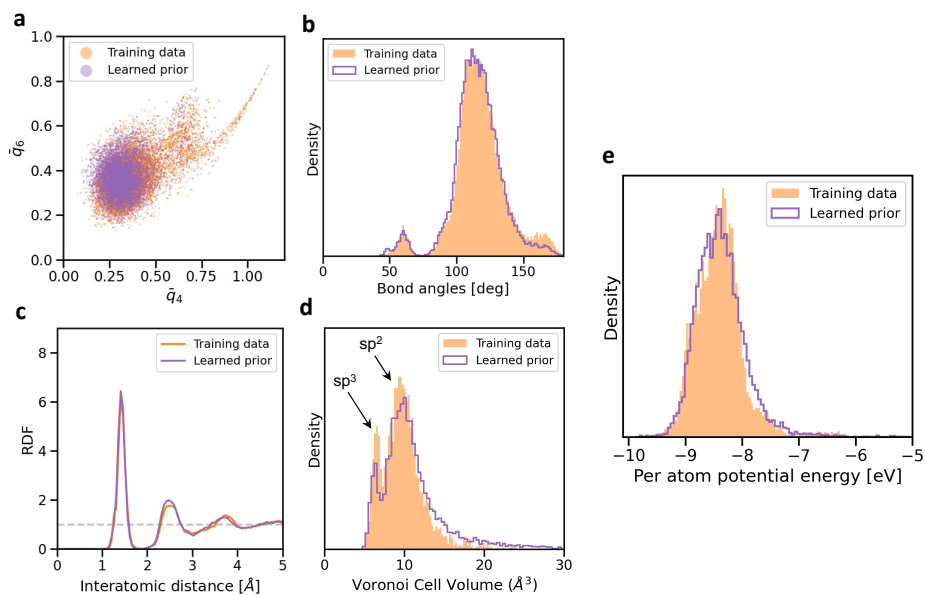 a
1.0
0.8
0.6
0.4
0.2
0.0
q̄6
Training data
Learned prior
0.00 0.25 0.50 0.75 1.00
q̄4
b
Density
Training data
Learned prior
0 50 100 150
Bond angles [deg]
c
8
6
4
2
0
RDF
Training data
Learned prior
0 1 2 3 4 5
Interatomic distance [Å]
d
Density
sp²
sp³
Training data
Learned prior
0 10 20 30
Voronoi Cell Volume (Å³)
e
Density
Training data
Learned prior
−10 −9 −8 −7 −6 −5
Per atom potential energy [eV]